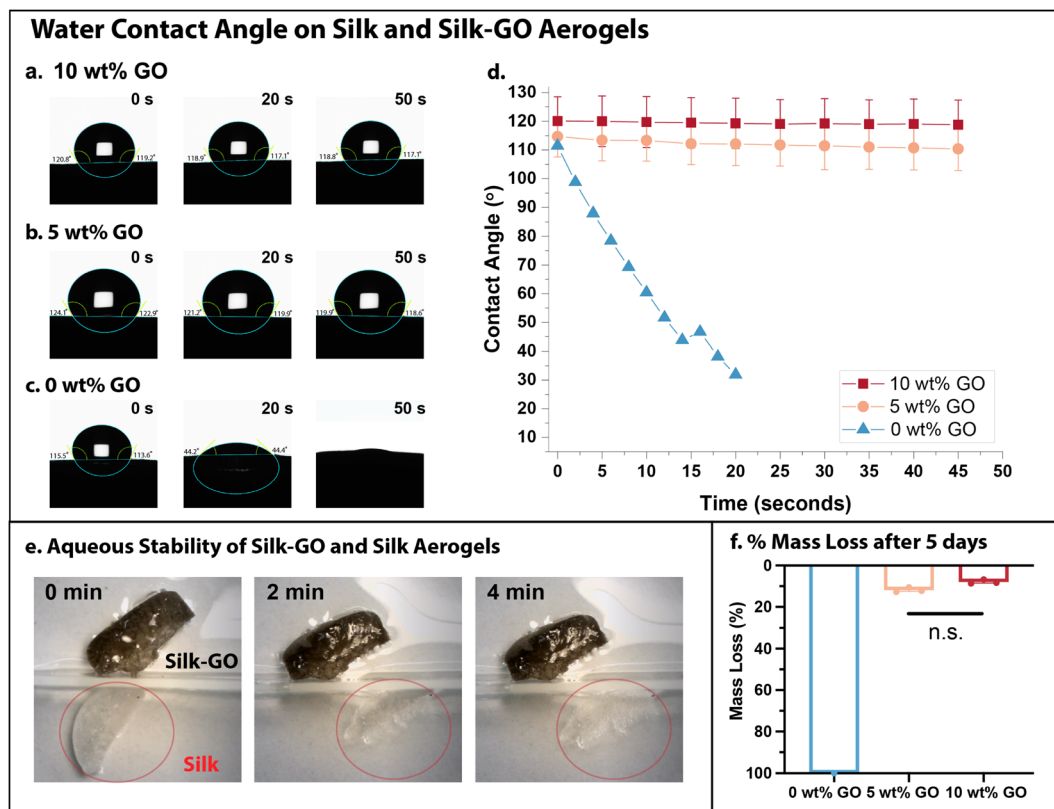 Water Contact Angle on Silk and Silk-GO Aerogels
a. 10 wt% GO
0 s
20 s
50 s
120.8°
119.2°
118.9°
117.1°
118.8°
117.1°
b. 5 wt% GO
0 s
20 s
50 s
124.1°
122.9°
121.2°
119.9°
119.9°
118.6°
c. 0 wt% GO
0 s
20 s
50 s
115.5°
113.6°
44.2°
44.4°
d.
Contact Angle (°)
130
120
110
100
90
80
70
60
50
40
30
20
10
10 wt% GO
5 wt% GO
0 wt% GO
0 5 10 15 20 25 30 35 40 45 50
Time (seconds)
e. Aqueous Stability of Silk-GO and Silk Aerogels
0 min
2 min
4 min
Silk-GO
Silk
f. % Mass Loss after 5 days
Mass Loss (%)
0
20
40
60
80
100
n.s.
0 wt% GO 5 wt% GO 10 wt% GO